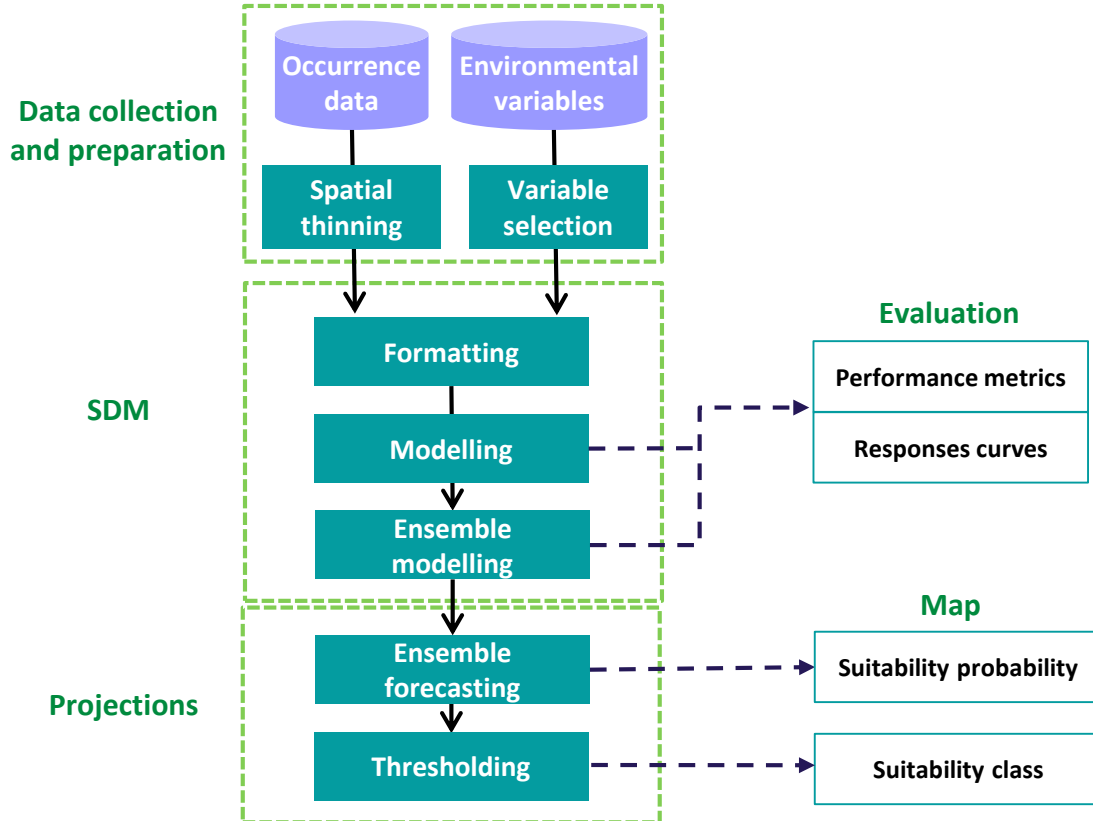 Data collection
and preparation
Occurrence
data
Environmental
variables
Spatial
thinning
Variable
selection
SDM
Formatting
Modelling
Ensemble
modelling
Evaluation
Performance metrics
Responses curves
Projections
Ensemble
forecasting
Thresholding
Map
Suitability probability
Suitability class